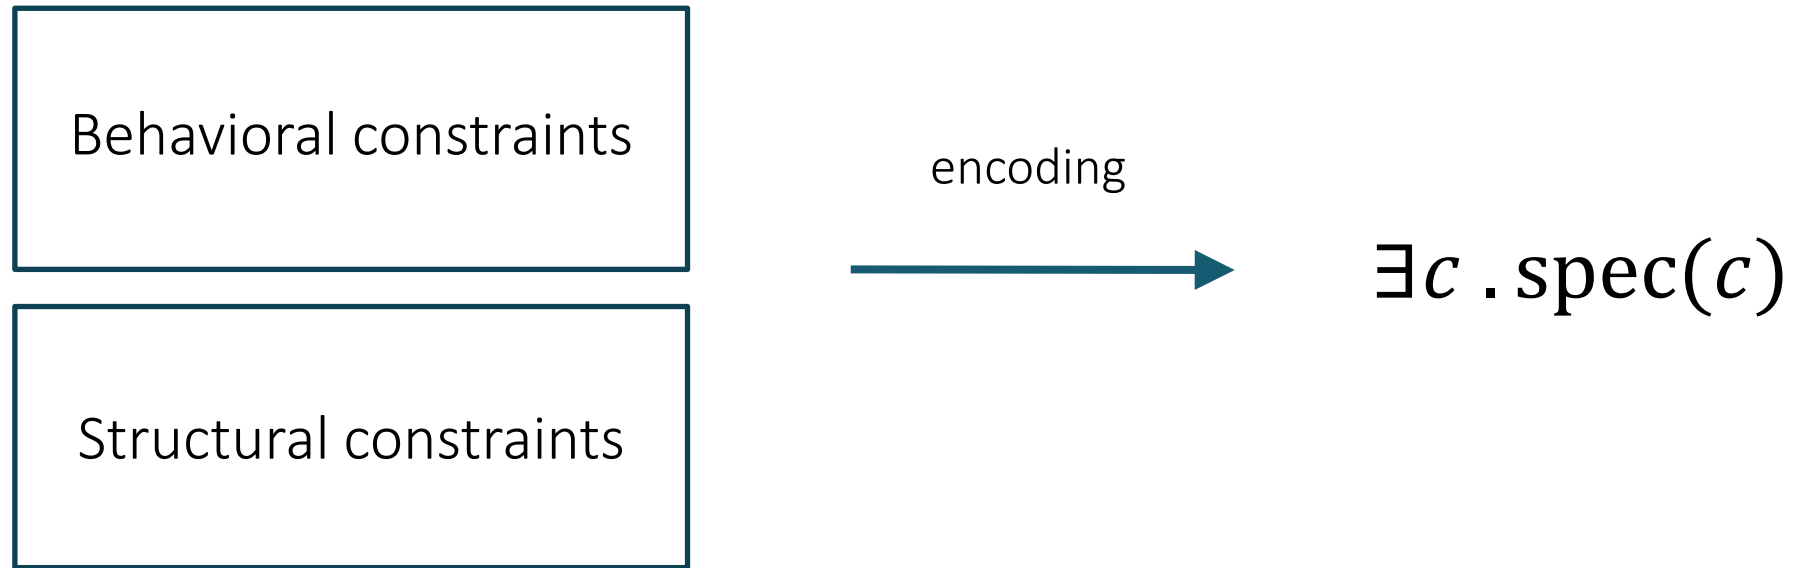 Behavioral constraints
encoding
∃c . spec(c)
Structural constraints